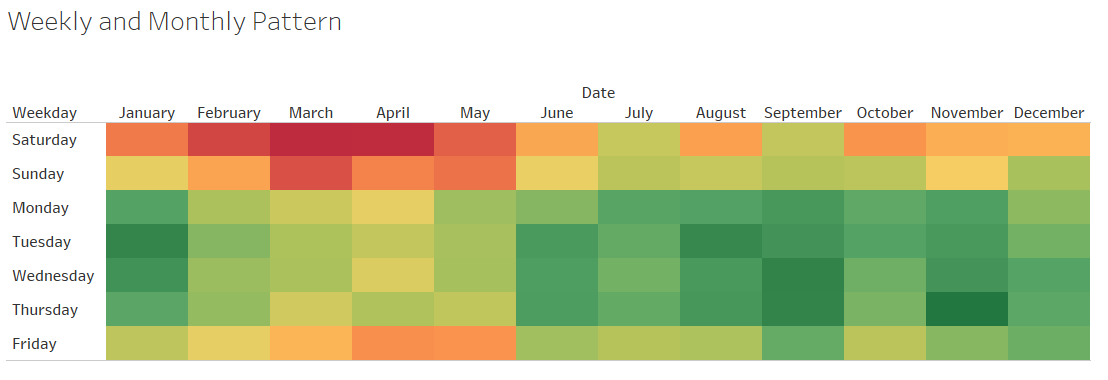 Weekly and Monthly Pattern
Date
Weekday January February March April May June July August September October November December
Saturday
Sunday
Monday
Tuesday
Wednesday
Thursday
Friday